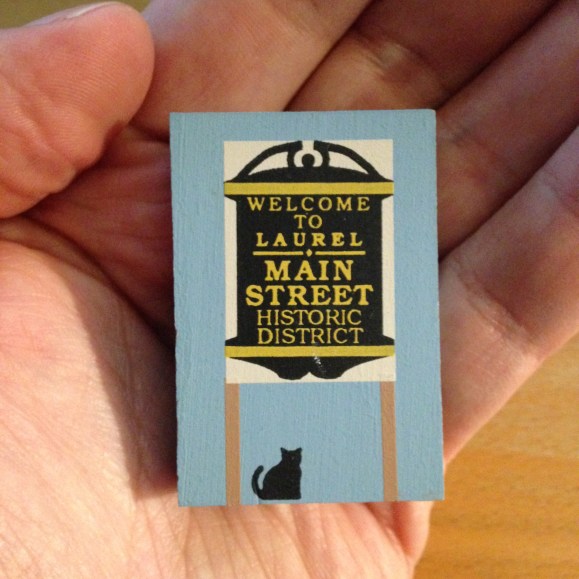 WELCOME
TO
LAUREL
MAIN
STREET
HISTORIC
DISTRICT